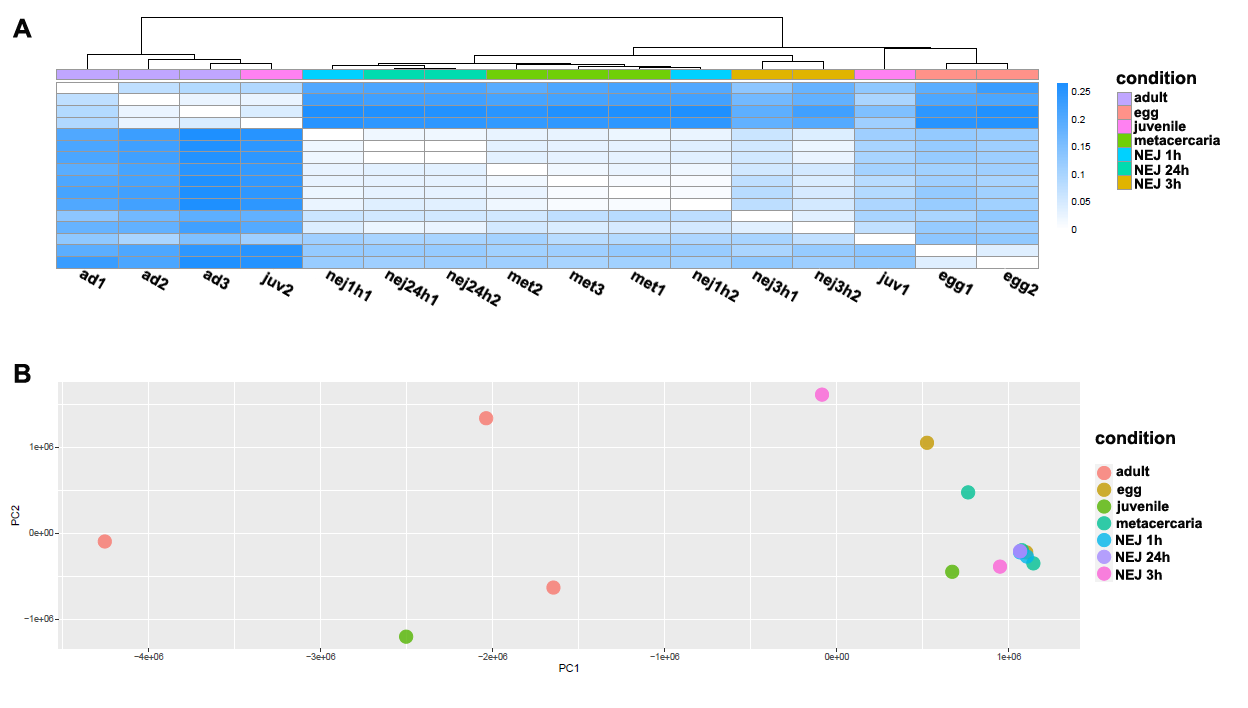 A
condition
adult
egg
juvenile
metacercaria
NEJ 1h
NEJ 24h
NEJ 3h
0.25
0.2
0.15
0.1
0.05
0
ad1 ad2 ad3 juv2 nej1h1 nej24h1 nej24h2 met2 met3 met1 nej1h2 nej3h1 nej3h2 juv1 egg1 egg2
B
condition
adult
egg
juvenile
metacercaria
NEJ 1h
NEJ 24h
NEJ 3h
PC2
1e+06
0e+00
−1e+06
−4e+06 −3e+06 −2e+06 −1e+06 0e+00 1e+06
PC1